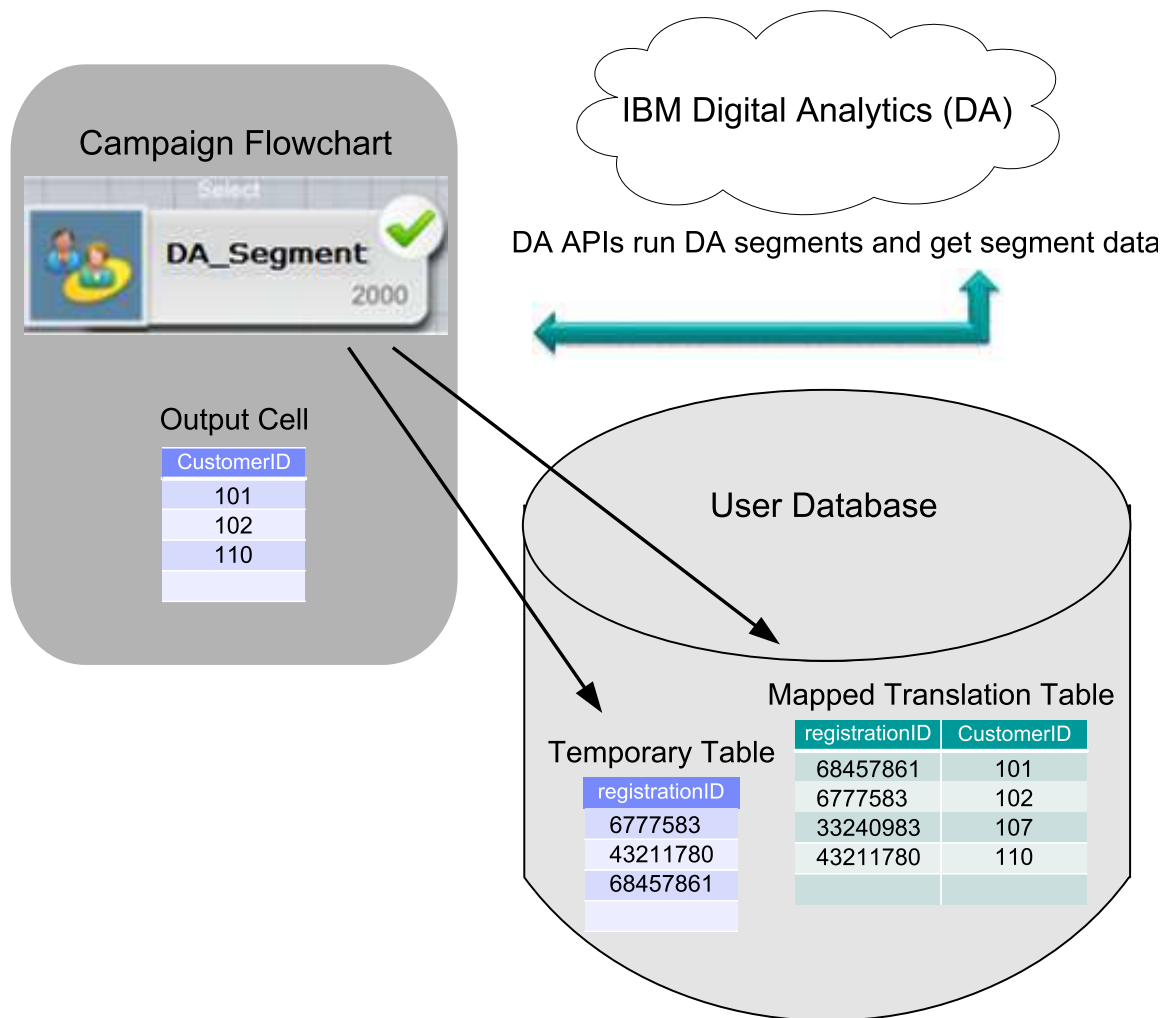 Campaign Flowchart
Select
DA_Segment
2000
Output Cell
CustomerID
101
102
110
IBM Digital Analytics (DA)
DA APIs run DA segments and get segment data
User Database
Temporary Table
registrationID
6777583
43211780
68457861
Mapped Translation Table
registrationID CustomerID
68457861 101
6777583 102
33240983 107
43211780 110